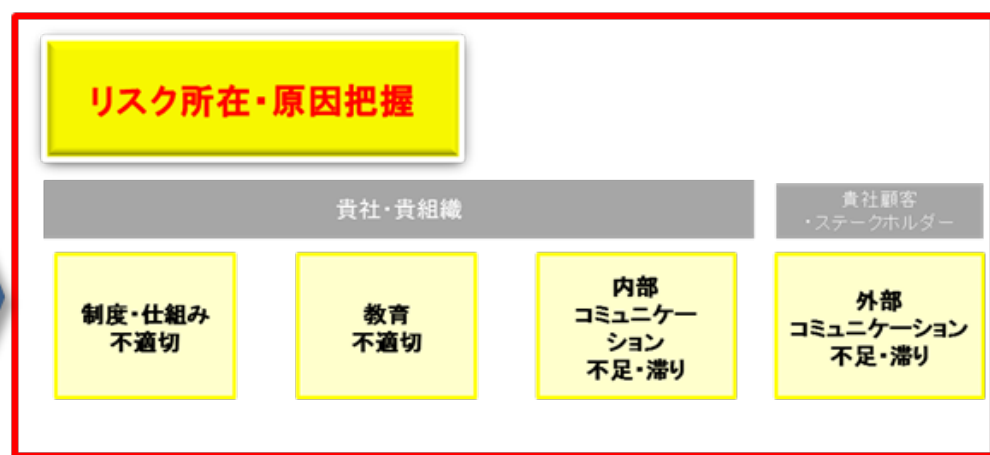 リスク所在・原因把握
貴社・貴組織
貴社顧客
・ステークホルダー
制度・仕組み
不適切
教育
不適切
内部
コミュニケー
ション
不足・滞り
外部
コミュニケーション
不足・滞り